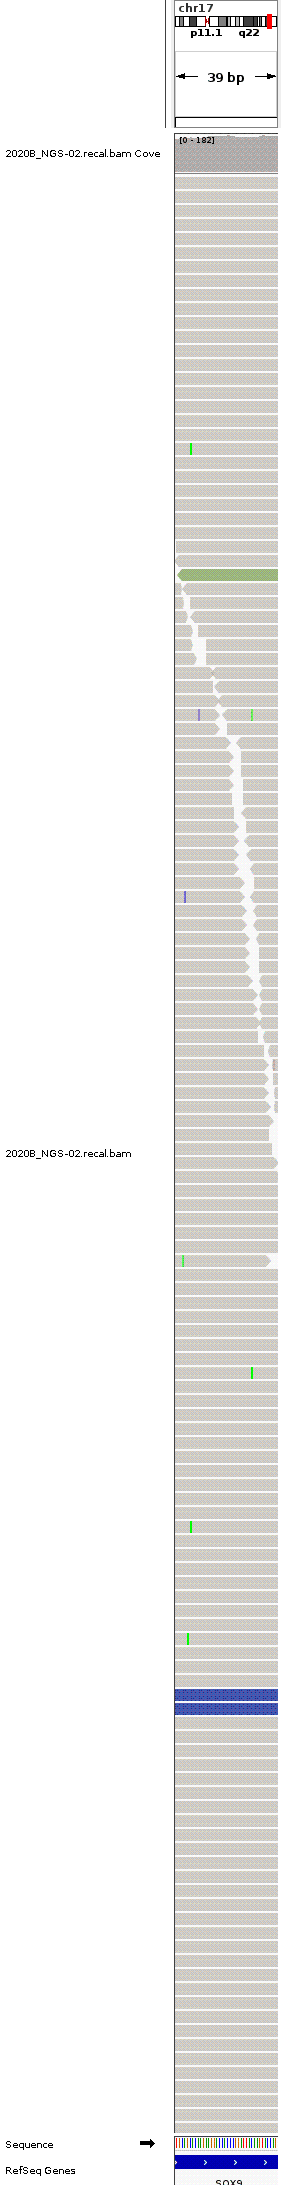 chr17
p11.1 q22
39 bp
[0 - 182]
2020B_NGS-02.recal.bam Cove
2020B_NGS-02.recal.bam
Sequence
RefSeq Genes
SOX9